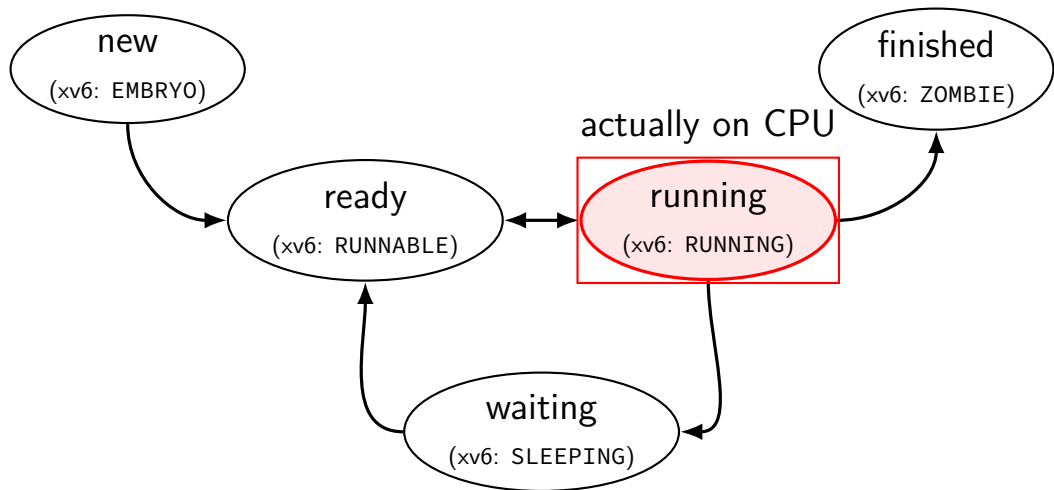 new
(xv6: EMBRYO)
finished
(xv6: ZOMBIE)
actually on CPU
ready
(xv6: RUNNABLE)
running
(xv6: RUNNING)
waiting
(xv6: SLEEPING)